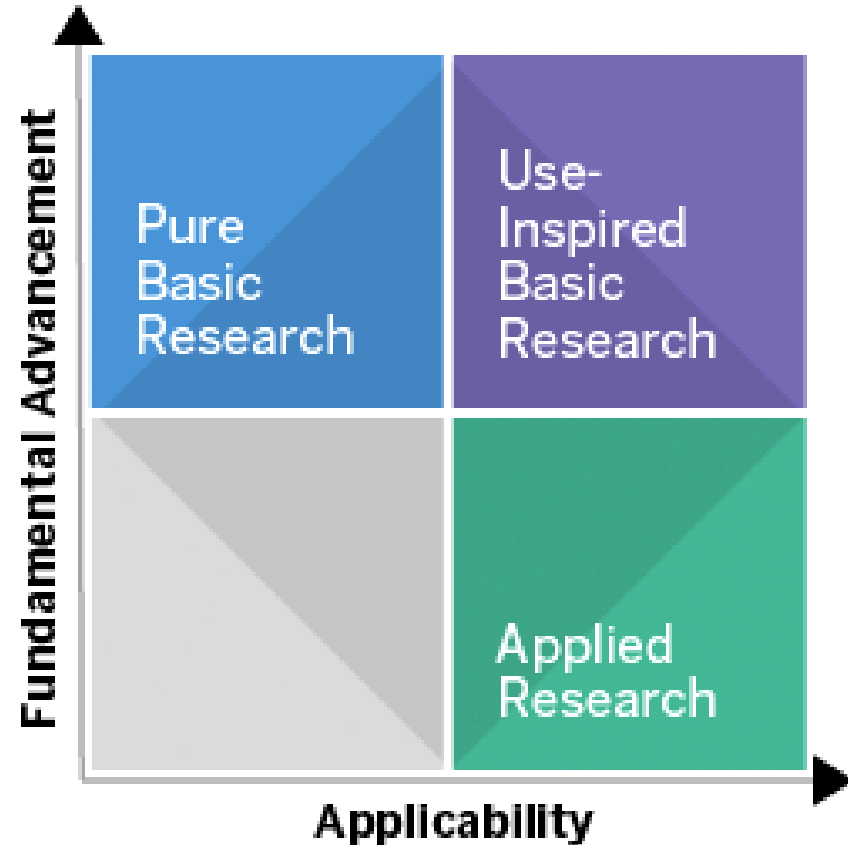 Fundamental Advancement
Pure
Basic
Research
Use-
Inspired
Basic
Research
Applied
Research
Applicability